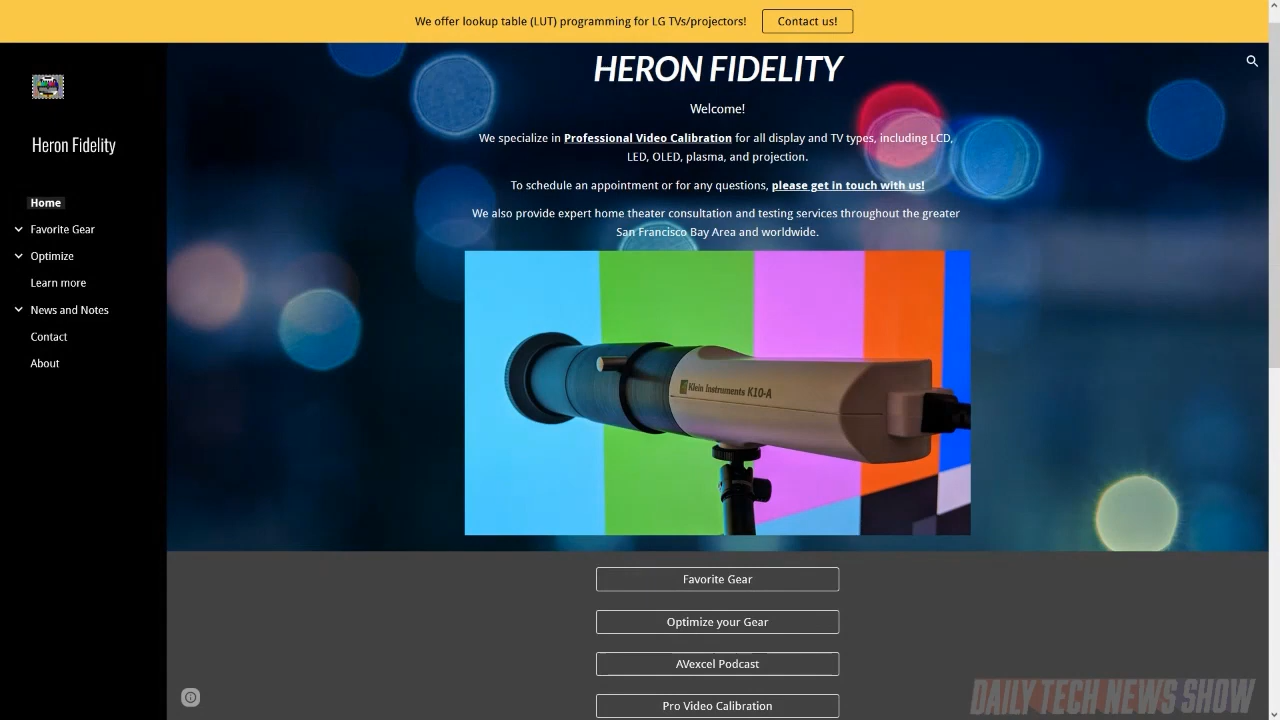 We offer lookup table (LUT) programming for LG TVs/projectors!
Contact us!
HERON FIDELITY
Welcome!
We specialize in Professional Video Calibration for all display and TV types, including LCD,
LED, OLED, plasma, and projection.
To schedule an appointment or for any questions, please get in touch with us!
We also provide expert home theater consultation and testing services throughout the greater
San Francisco Bay Area and worldwide.
Heron Fidelity
Home
Favorite Gear
Optimize
Learn more
News and Notes
Contact
About
Klein Instruments K10-A
Favorite Gear
Optimize your Gear
AVexcel Podcast
Pro Video Calibration
DAILY TECH NEWS SHOW